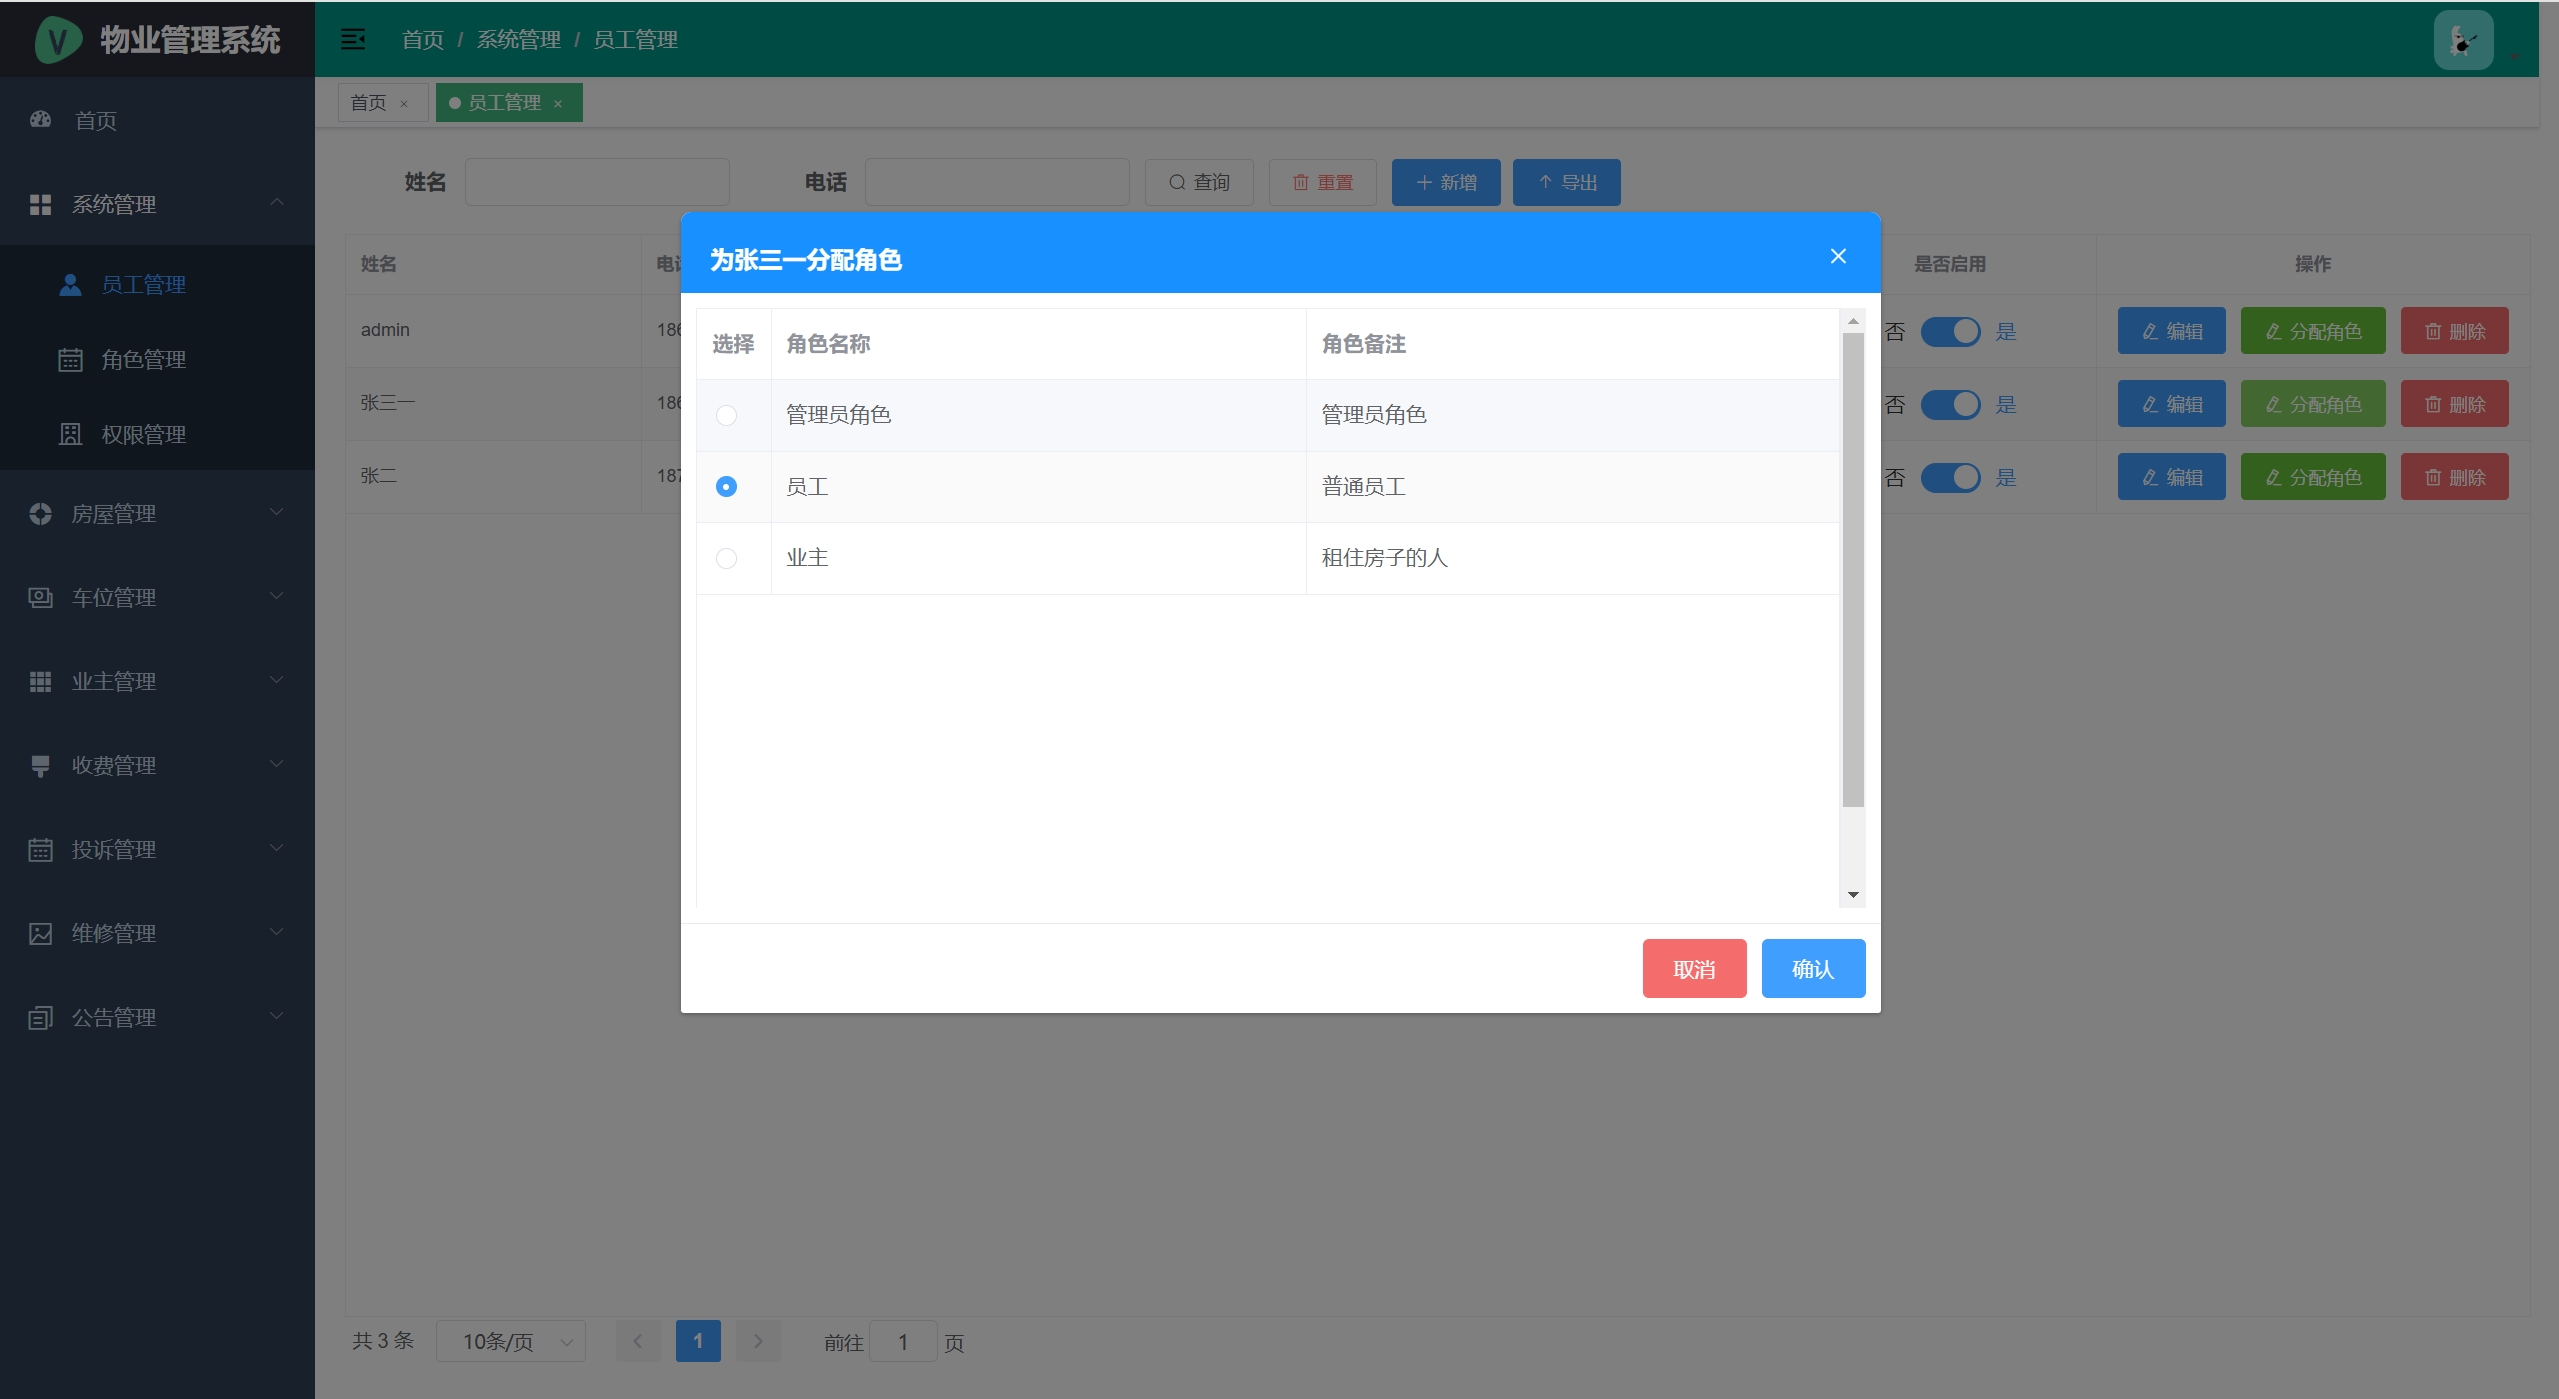 物业管理系统
首页 / 系统管理 / 员工管理
首页 ×
员工管理 ×
首页
系统管理
员工管理
角色管理
权限管理
房屋管理
车位管理
业主管理
收费管理
投诉管理
维修管理
公告管理
姓名
电话
查询
重置
新增
导出
姓名 是否启用 操作
admin 186 否 是 编辑 分配角色 删除
张三一 186 否 是 编辑 分配角色 删除
张二 187 否 是 编辑 分配角色 删除
为张三一分配角色
选择 角色名称 角色备注
管理员角色 管理员角色
员工 普通员工
业主 租住房子的人
取消 确认
共 3 条 10条/页 1 前往 1 页